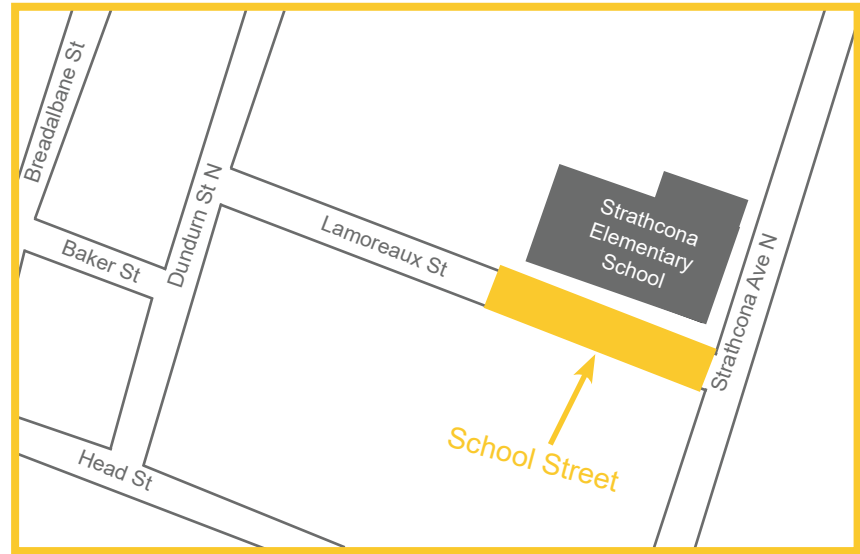 Breadalbane St
Dundurn St N
Baker St
Lamoreaux St
Strathcona
Elementary
School
Strathcona Ave N
School Street
Head St